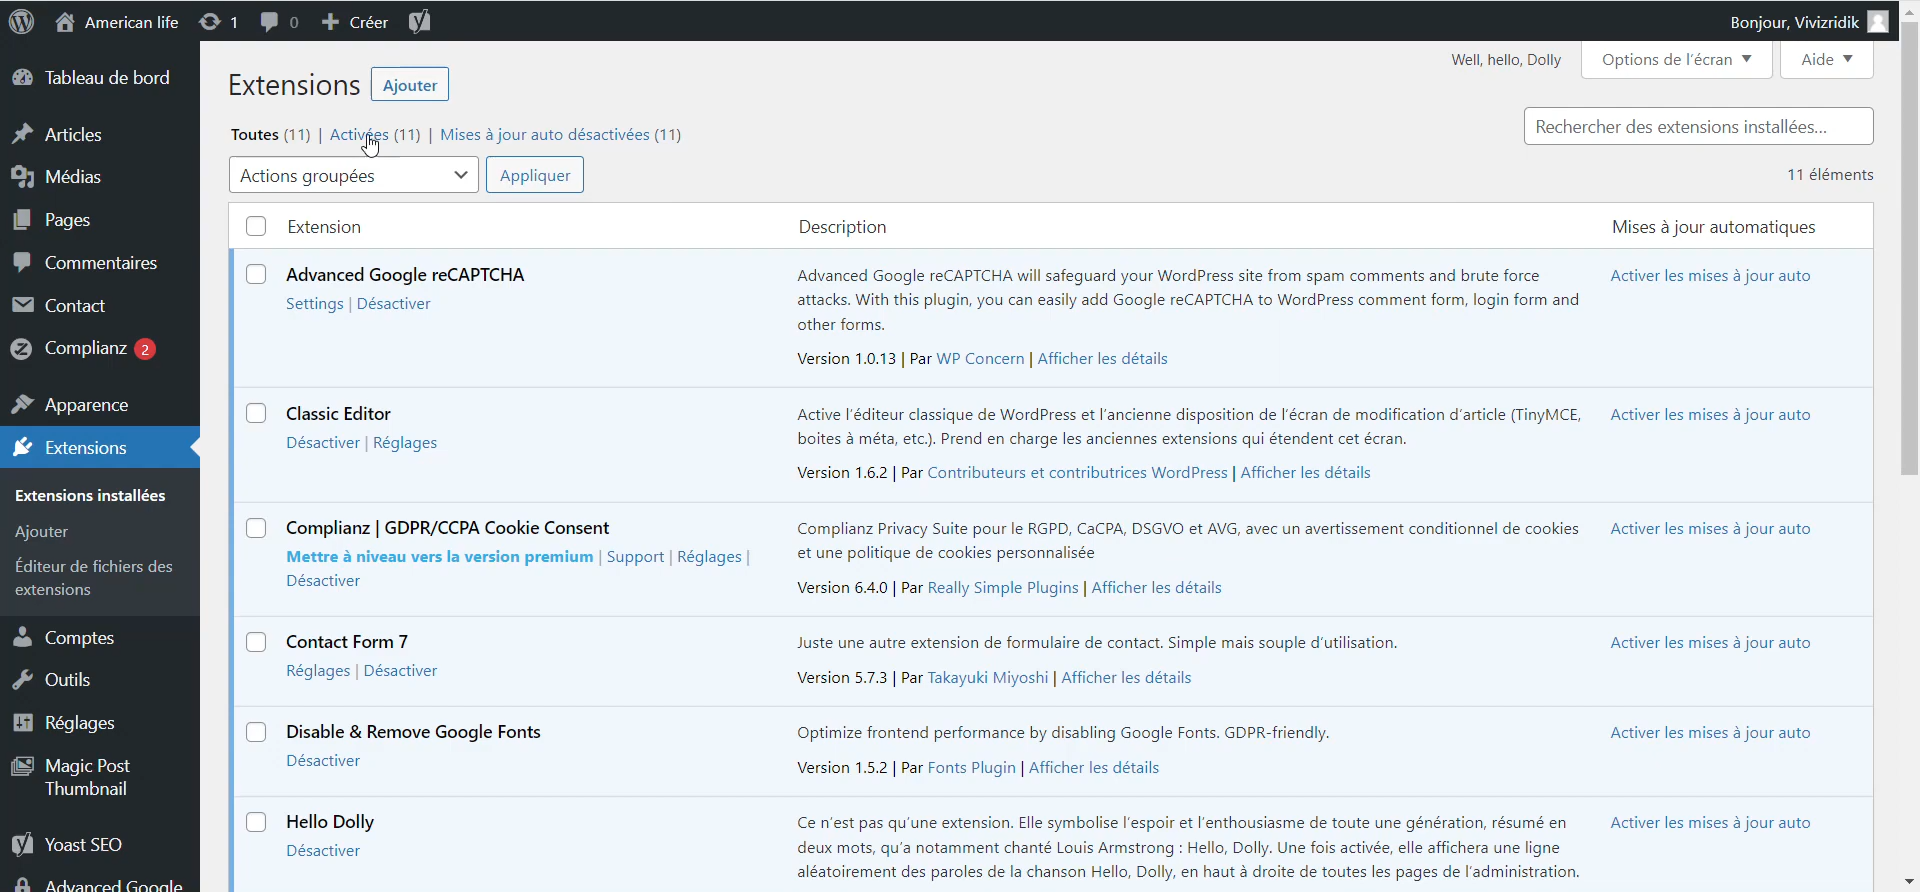 American life 1 0 Créer Bonjour, Vivizridik
Tableau de bord
Articles
Médias
Pages
Commentaires
Contact
Complianz 2
Apparence
Extensions
Extensions installées
Ajouter
Éditeur de fichiers des
extensions
Comptes
Outils
Réglages
Magic Post
Thumbnail
Yoast SEO
Advanced Google
Well, hello, Dolly Options de l'écran Aide
Extensions Ajouter
Toutes (11) | Activées (11) | Mises à jour auto désactivées (11)
Rechercher des extensions installées...
Actions groupées Appliquer 11 éléments
Extension Description Mises à jour automatiques
Advanced Google reCAPTCHA
Settings | Désactiver
Advanced Google reCAPTCHA will safeguard your WordPress site from spam comments and brute force
attacks. With this plugin, you can easily add Google reCAPTCHA to WordPress comment form, login form and
other forms.
Version 1.0.13 | Par WP Concern | Afficher les détails
Activer les mises à jour auto
Classic Editor
Désactiver | Réglages
Active l'éditeur classique de WordPress et l'ancienne disposition de l'écran de modification d'article (TinyMCE,
boites à méta, etc.). Prend en charge les anciennes extensions qui étendent cet écran.
Version 1.6.2 | Par Contributeurs et contributrices WordPress | Afficher les détails
Activer les mises à jour auto
Complianz | GDPR/CCPA Cookie Consent
Mettre à niveau vers la version premium | Support | Réglages |
Désactiver
Complianz Privacy Suite pour le RGPD, CaCPA, DSGVO et AVG, avec un avertissement conditionnel de cookies
et une politique de cookies personnalisée
Version 6.4.0 | Par Really Simple Plugins | Afficher les détails
Activer les mises à jour auto
Contact Form 7
Réglages | Désactiver
Juste une autre extension de formulaire de contact. Simple mais souple d'utilisation.
Version 5.7.3 | Par Takayuki Miyoshi | Afficher les détails
Activer les mises à jour auto
Disable & Remove Google Fonts
Désactiver
Optimize frontend performance by disabling Google Fonts. GDPR-friendly.
Version 1.5.2 | Par Fonts Plugin | Afficher les détails
Activer les mises à jour auto
Hello Dolly
Désactiver
Ce n'est pas qu'une extension. Elle symbolise l'espoir et l'enthousiasme de toute une génération, résumé en
deux mots, qu'a notamment chanté Louis Armstrong : Hello, Dolly. Une fois activée, elle affichera une ligne
aléatoirement des paroles de la chanson Hello, Dolly, en haut à droite de toutes les pages de l'administration.
Activer les mises à jour auto